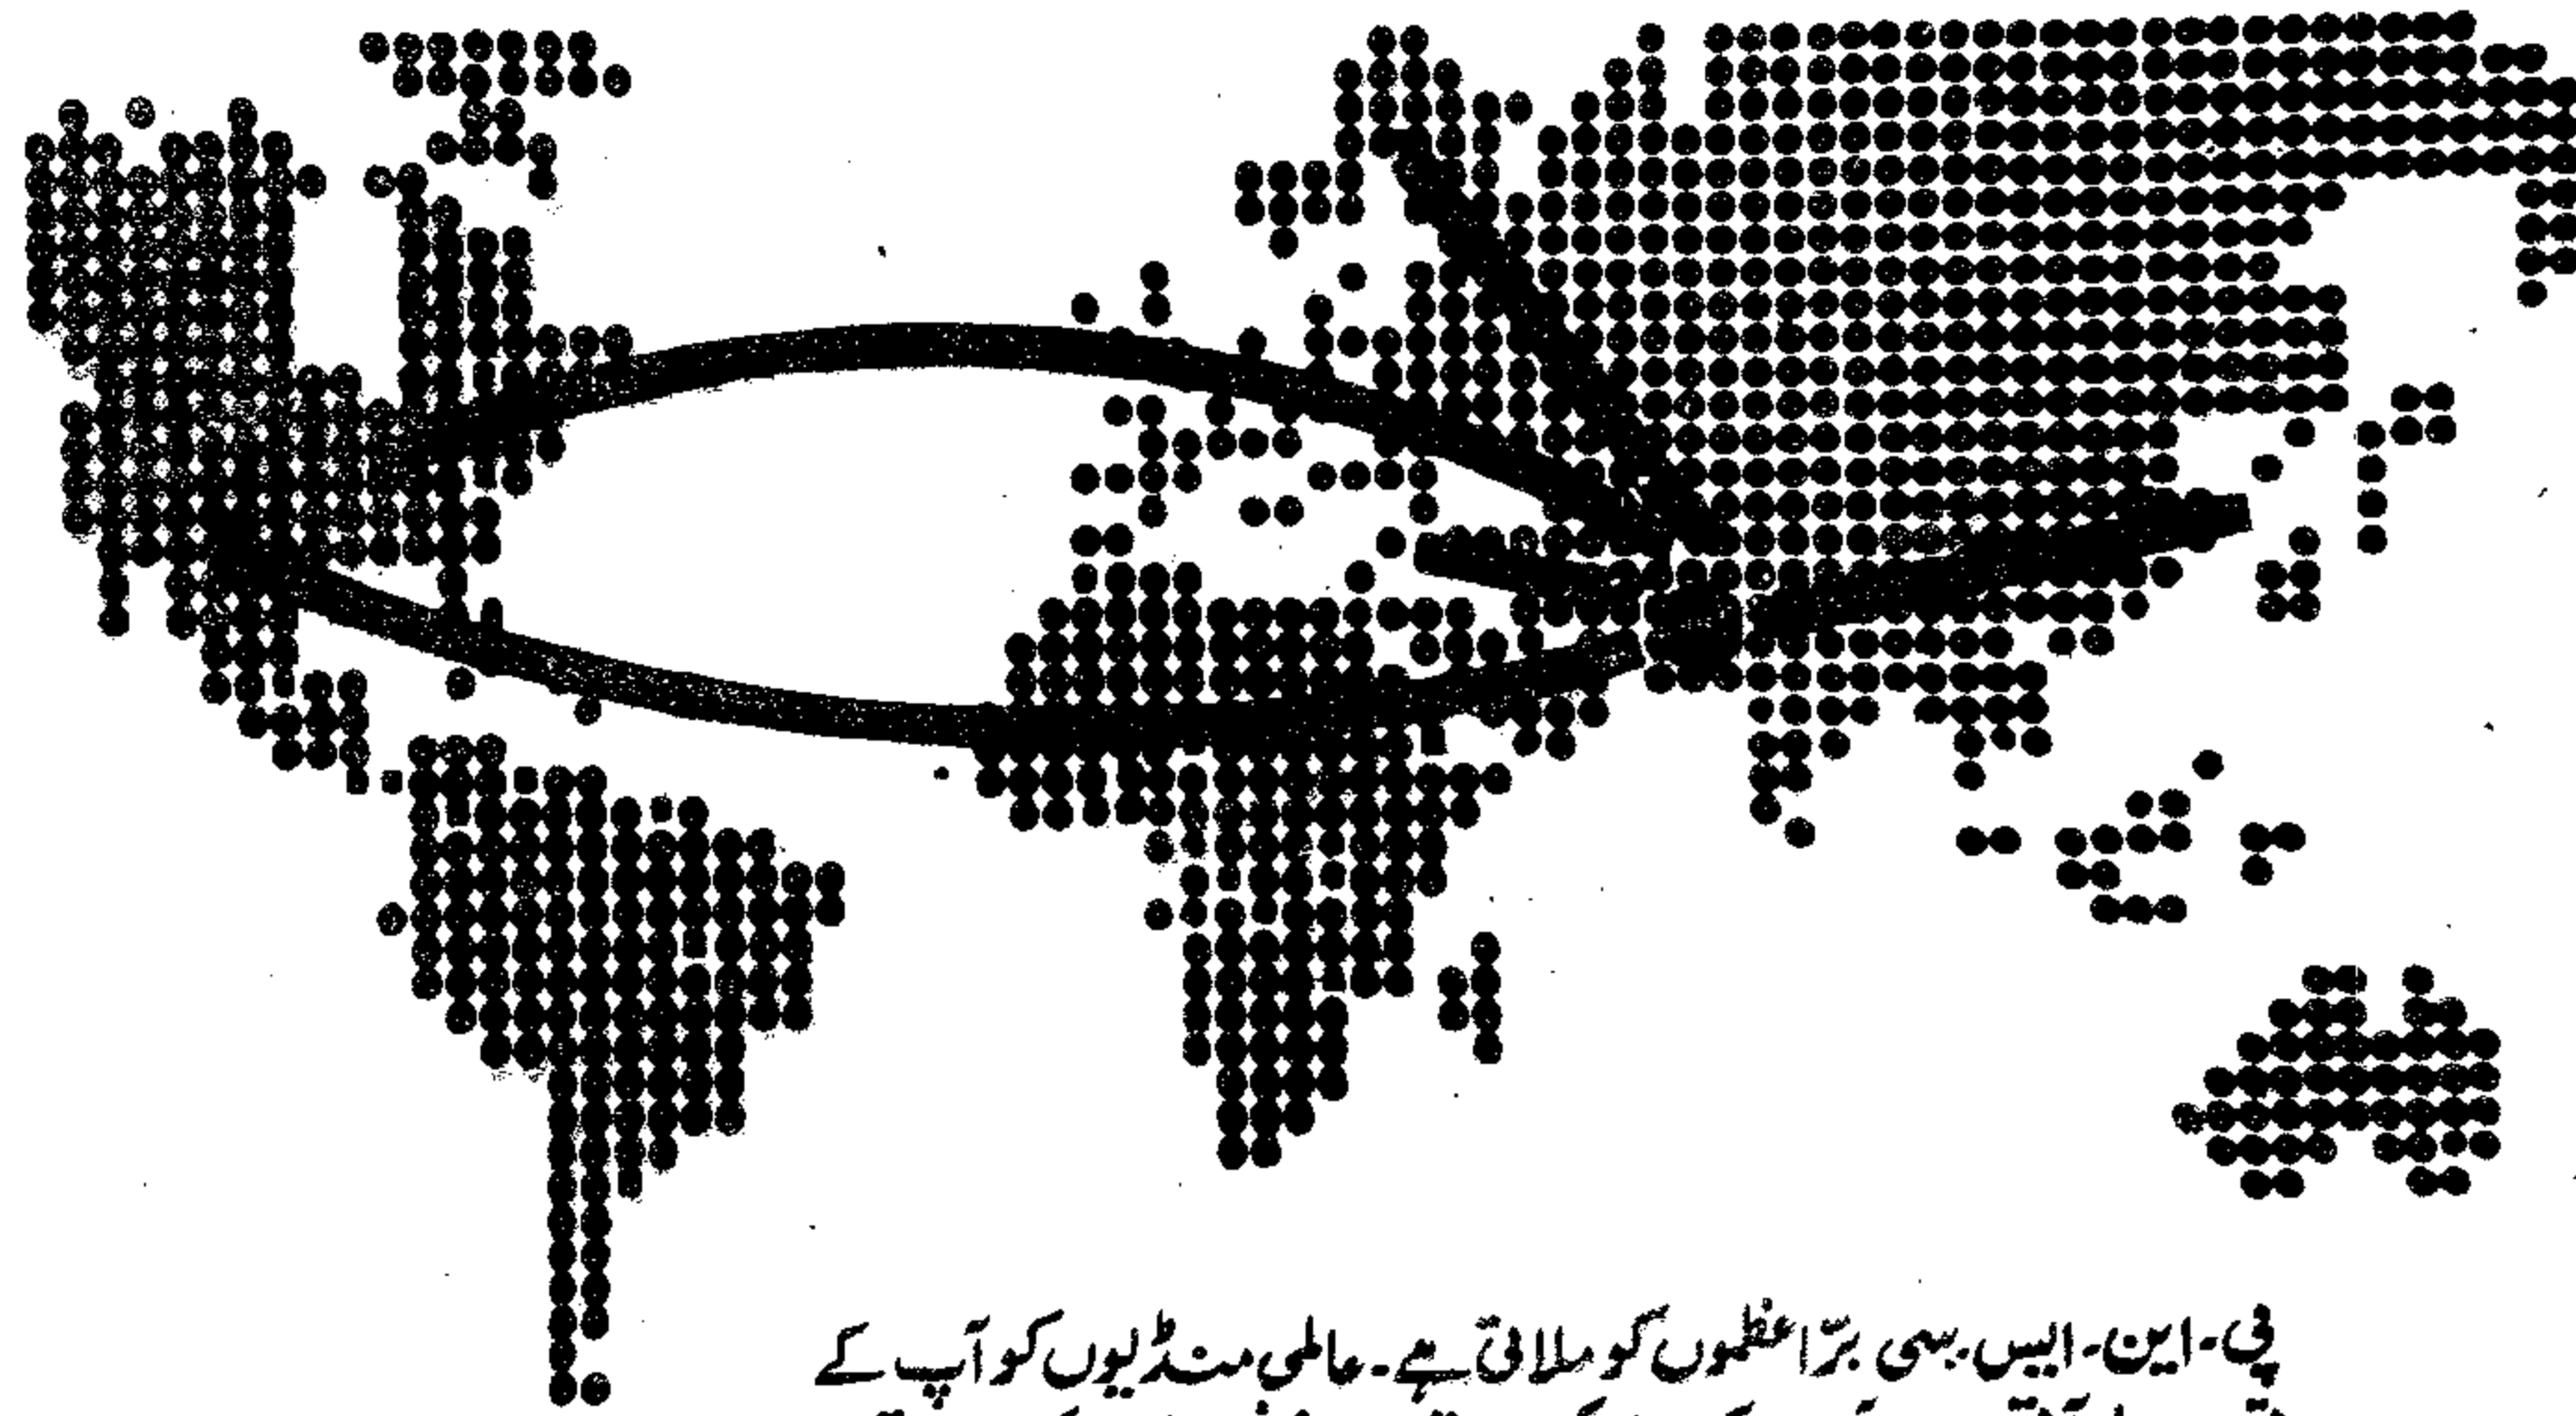 پی۔ این۔ ایس۔ سی برّاعظموں کو ملاتی ہے۔ عالمی منڈیوں کو آپ کے